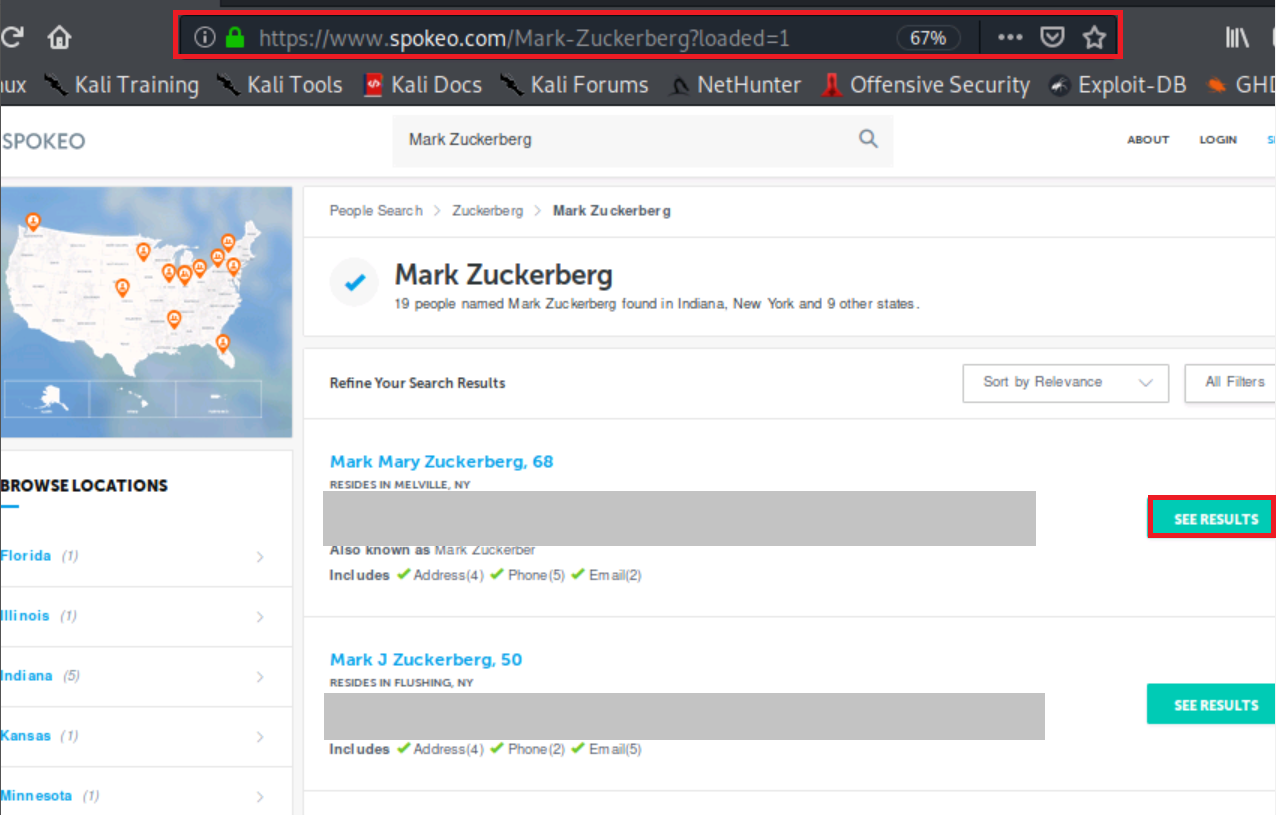 https://www.spokeo.com/Mark-Zuckerberg?loaded=1 67%
nux Kali Training Kali Tools Kali Docs Kali Forums NetHunter Offensive Security Exploit-DB GHD
SPOKEO Mark Zuckerberg ABOUT LOGIN
People Search > Zuckerberg > Mark Zuckerberg
Mark Zuckerberg
19 people named Mark Zuckerberg found in Indiana, New York and 9 other states.
Refine Your Search Results Sort by Relevance All Filters
Mark Mary Zuckerberg, 68
RESIDES IN MELVILLE, NY
SEE RESULTS
Also known as Mark Zuckerber
Includes Address(4) Phone(5) Email(2)
Mark J Zuckerberg, 50
RESIDES IN FLUSHING, NY
SEE RESULTS
Includes Address(4) Phone(2) Email(5)
BROWSE LOCATIONS
Florida (1)
Illinois (1)
Indiana (5)
Kansas (1)
Minnesota (1)